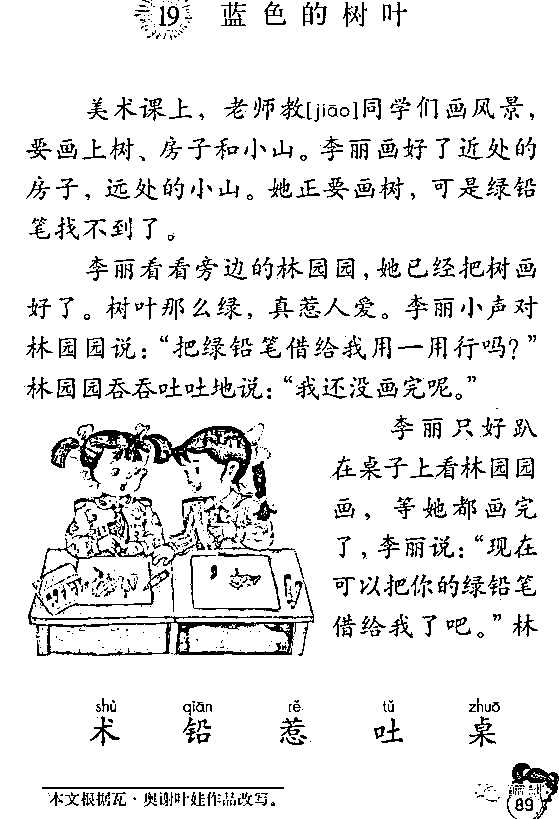 19 蓝色的树叶
美术课上，老师教[jiāo]同学们画风景，
要画上树、房子和小山。李丽画好了近处的
房子，远处的小山。她正要画树，可是绿铅
笔找不到了。
李丽看看旁边的林园园，她已经把树画
好了。树叶那么绿，真惹人爱。李丽小声对
林园园说：“把绿铅笔借给我用一用行吗？”
林园园吞吞吐吐地说：“我还没画完呢。”
李丽只好趴
在桌子上看林园园
画，等她都画完
了，李丽说：“现在
可以把你的绿铅笔
借给我了吧。”林
shù qiān rě tǔ zhuō
术 铅 惹 吐 桌
本文根据瓦·奥谢叶娃作品改写。
89